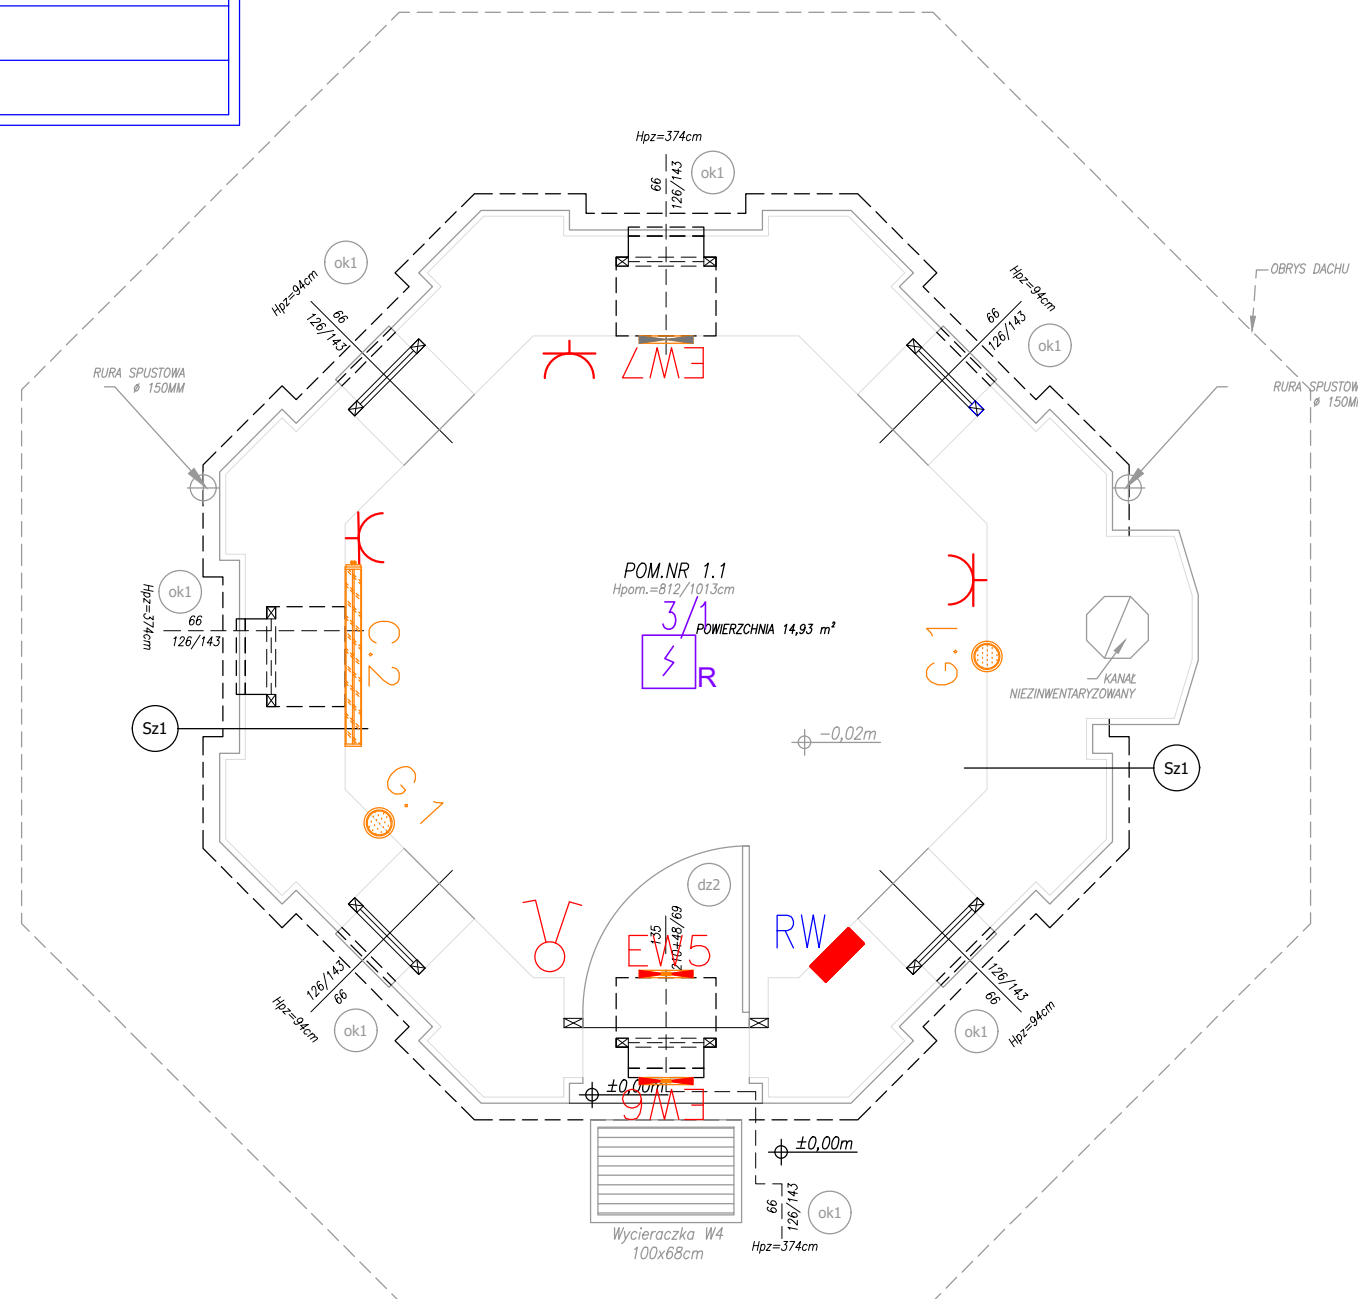 Hpz=374cm
66
126/143
ok1
ok1
Hpz=94cm
66
126/143
Hpz=94cm
66
126/143
ok1
OBRYS DACHU
RURA SPUSTOWA
ø 150MM
EW7
RURA SPUSTOW
ø 150M
ok1
Hpz=374cm
66
126/143
C.2
POM.NR 1.1
Hpom.=812/1013cm
3/1
POWIERZCHNIA 14,93 m²
R
G.1
KANAŁ
NIEZINWENTARYZOWANY
Sz1
-0,02m
Sz1
G.1
dz2
135
210+48/69
EW5
RW
126/143
66
Hpz=94cm
ok1
126/143
66
Hpz=94cm
ok1
±0,00m
EW6
±0,00m
66
126/143
ok1
Hpz=374cm
Wycieraczka W4
100x68cm